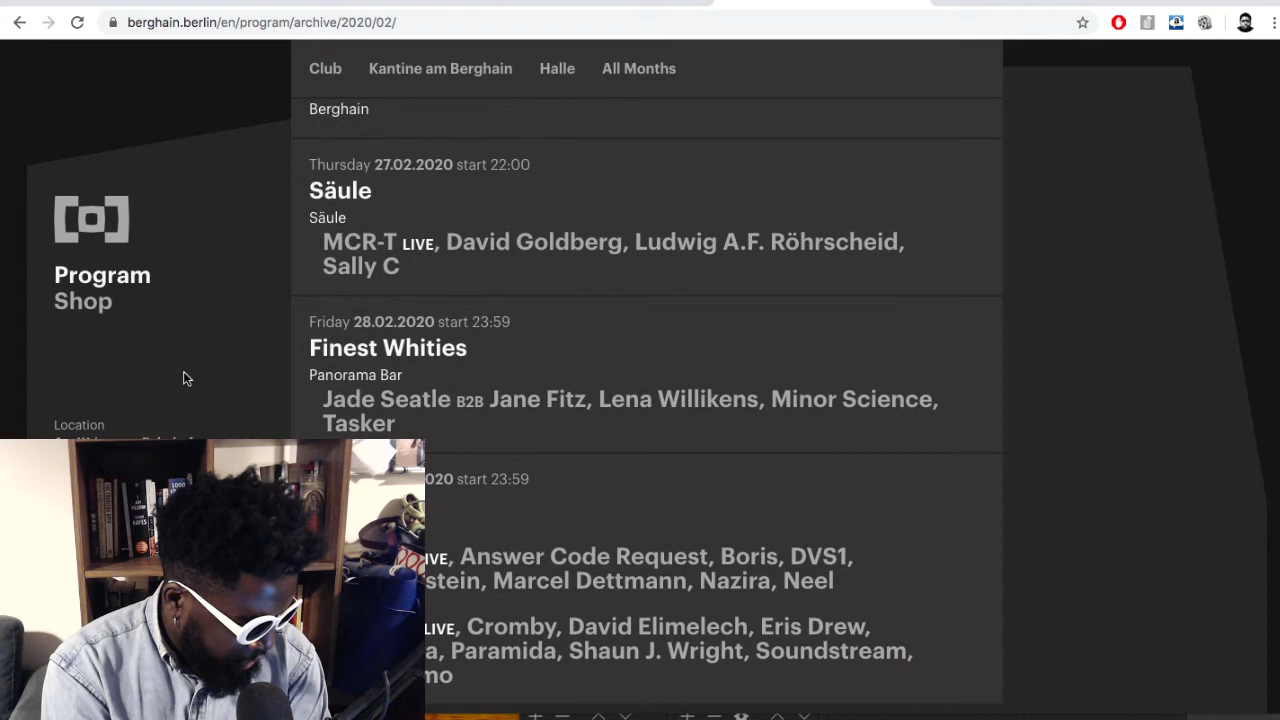 berghain.berlin/en/program/archive/2020/02/
Club Kantine am Berghain Halle All Months
Berghain
Thursday 27.02.2020 start 22:00
Säule
Säule
MCR-T LIVE, David Goldberg, Ludwig A.F. Röhrscheid,
Sally C
Program
Shop
Friday 28.02.2020 start 23:59
Finest Whities
Panorama Bar
Jade Seatle B2B Jane Fitz, Lena Willikens, Minor Science,
Tasker
Location
020 start 23:59
IVE, Answer Code Request, Boris, DVS1,
stein, Marcel Dettmann, Nazira, Neel
LIVE, Cromby, David Elimelech, Eris Drew,
a, Paramida, Shaun J. Wright, Soundstream,
mo